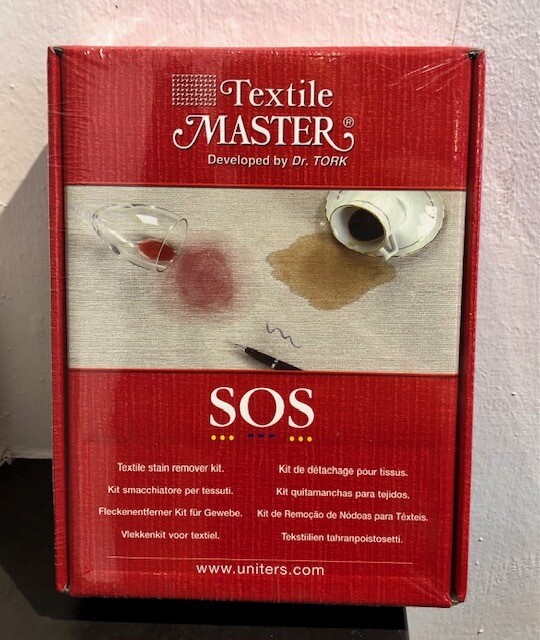 Textile
MASTER®
Developed by Dr. TORK
SOS
Textile stain remover kit.
Kit smacchiatore per tessuti.
Fleckenentferner Kit für Gewebe.
Vlekkenkit voor textiel.
Kit de détachage pour tissus.
Kit quitamanchas para tejidos.
Kit de Remoção de Nódoas para Têxteis.
Tekstiilien tahranpoistosetti.
www.uniters.com